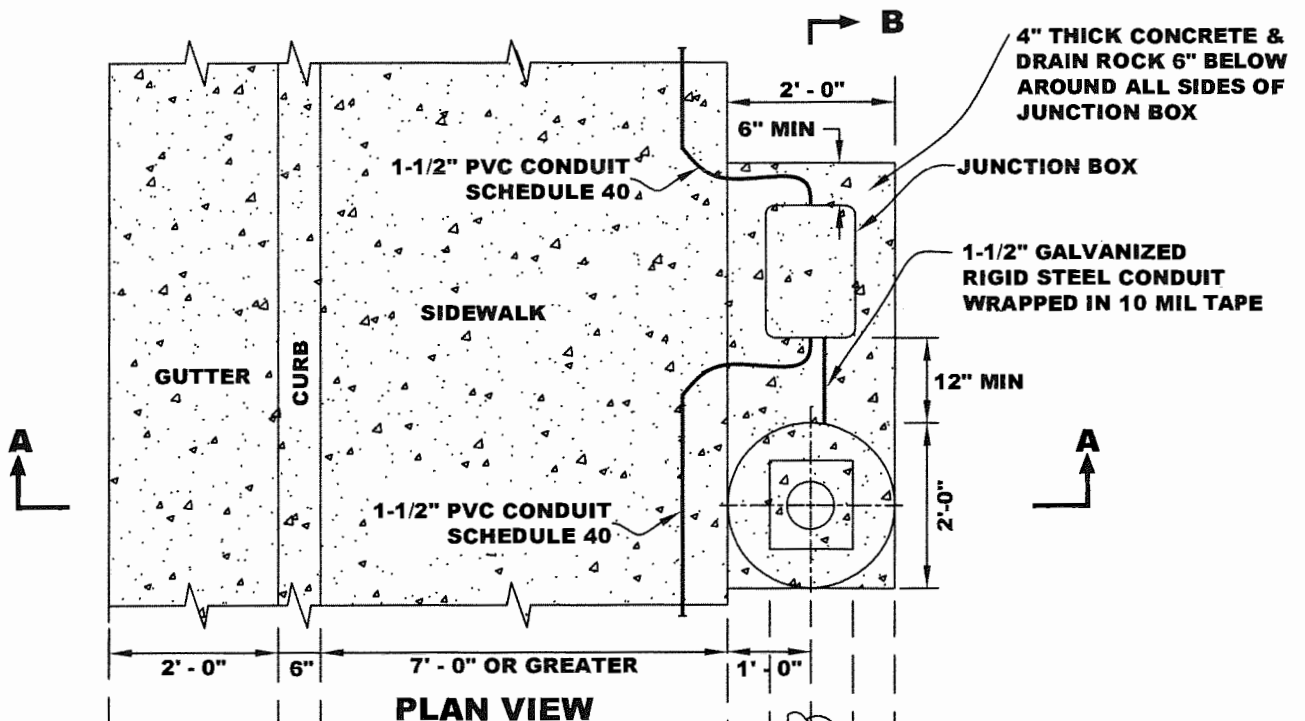 B
4" THICK CONCRETE &
DRAIN ROCK 6" BELOW
AROUND ALL SIDES OF
JUNCTION BOX
2' - 0"
6" MIN
1-1/2" PVC CONDUIT
SCHEDULE 40
JUNCTION BOX
1-1/2" GALVANIZED
RIGID STEEL CONDUIT
WRAPPED IN 10 MIL TAPE
SIDEWALK
GUTTER
CURB
12" MIN
A
A
2'-0"
1-1/2" PVC CONDUIT
SCHEDULE 40
2' - 0"
6"
7' - 0" OR GREATER
1' - 0"
PLAN VIEW